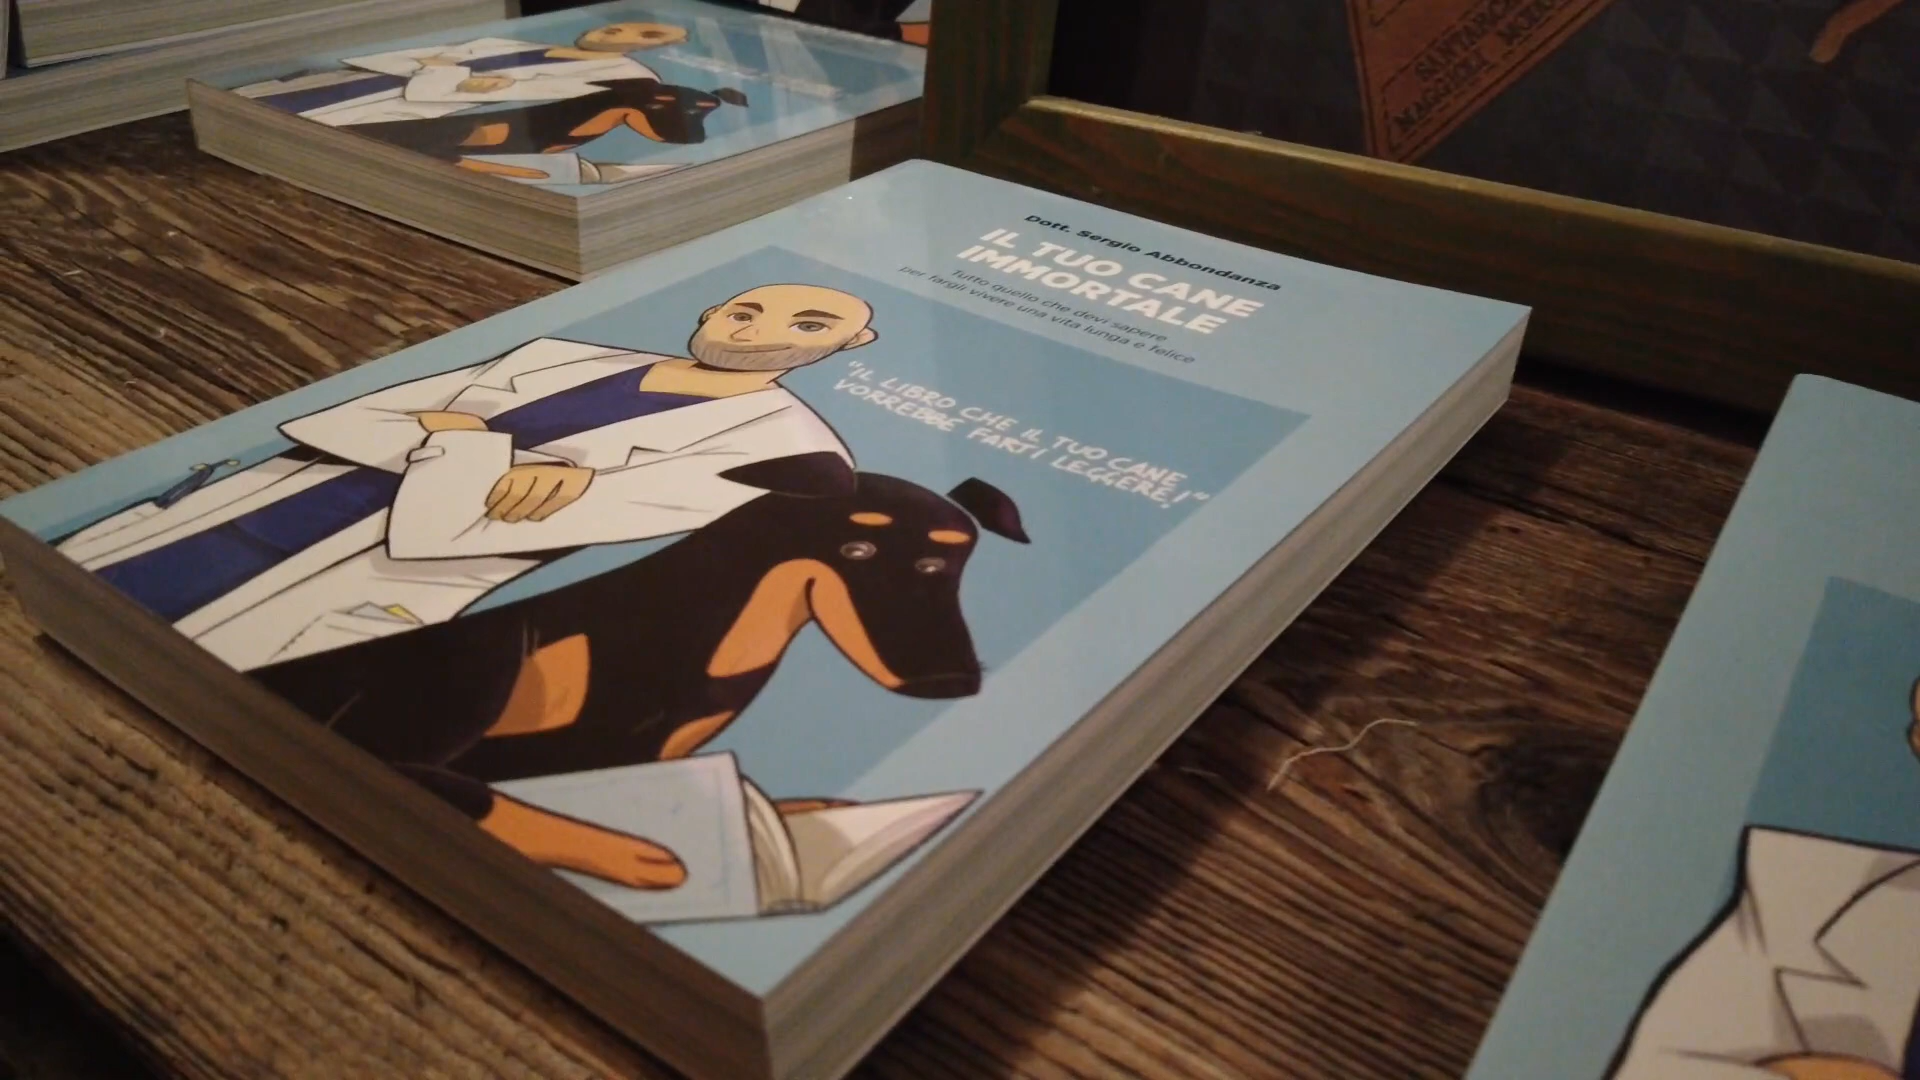 Dott. Sergio Abbondanza
IL TUO CANE
IMMORTALE
Tutto quello che devi sapere
per fargli vivere una vita lunga e felice
"IL LIBRO CHE IL TUO CANE
VORREBBE FARTI LEGGERE!"
MAGGIOLI